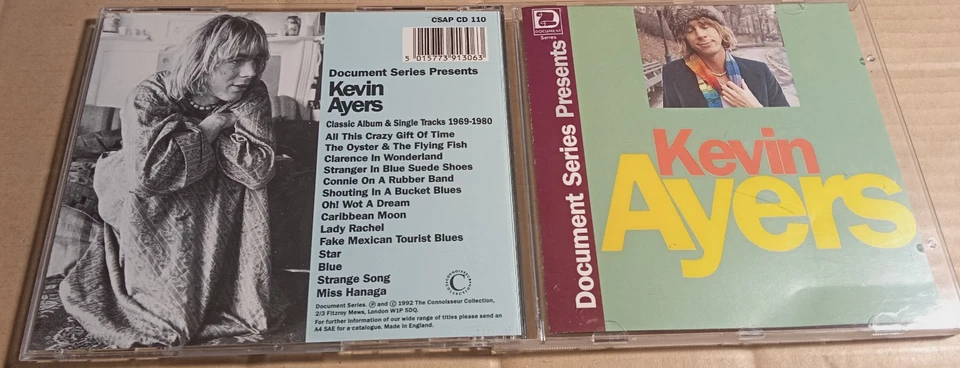 CSAP CD 110
5 015773 913063
Document Series Presents
Kevin
Ayers
Classic Album & Single Tracks 1969-1980
All This Crazy Gift Of Time
The Oyster & The Flying Fish
Clarence In Wonderland
Stranger In Blue Suede Shoes
Connie On A Rubber Band
Shouting In A Bucket Blues
Oh! Wot A Dream
Caribbean Moon
Lady Rachel
Fake Mexican Tourist Blues
Star
Blue
Strange Song
Miss Hanaga
Document Series. Ⓟ and © 1992 The Connoisseur Collection,
2/3 Fitzroy Mews, London W1P 5DQ.
For further information of our wide range of titles please send an
A4 SAE for a catalogue. Made in England.
DOCUMENT
Series
Document Series Presents
Kevin
Ayers